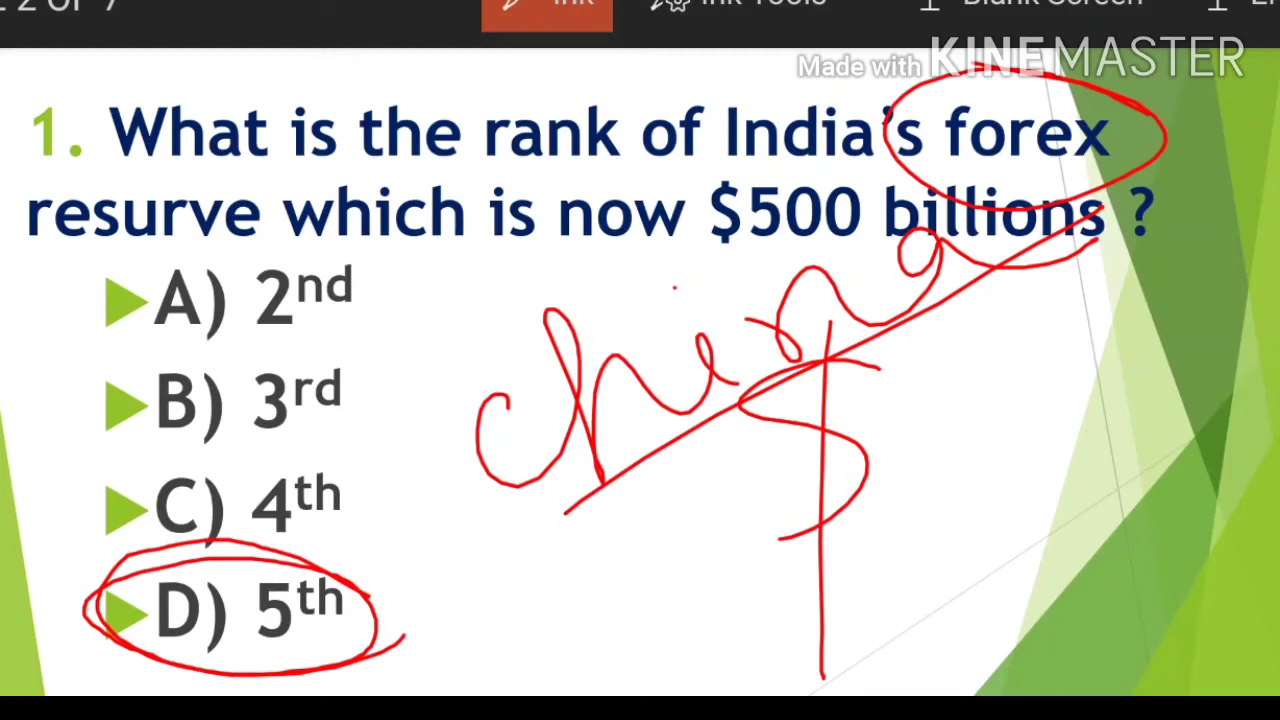 Made with KINEMASTER
1. What is the rank of India's forex
resurve which is now $500 billions ?
A) 2nd
B) 3rd
C) 4th
D) 5th
china
$